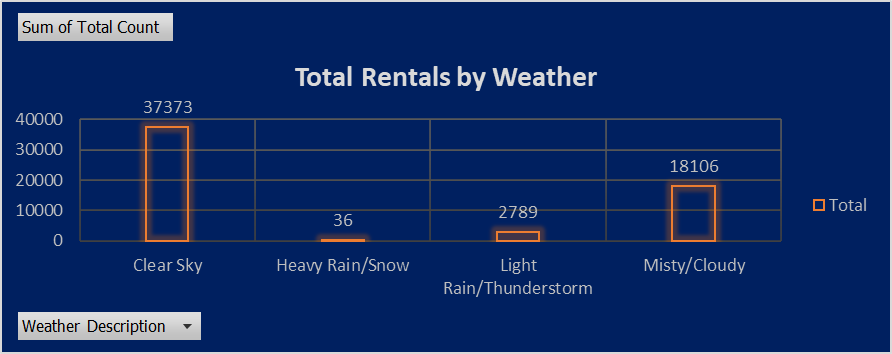 Sum of Total Count
Total Rentals by Weather
37373
40000
30000
20000
10000
0
36
2789
18106
Total
Clear Sky
Heavy Rain/Snow
Light
Rain/Thunderstorm
Misty/Cloudy
Weather Description